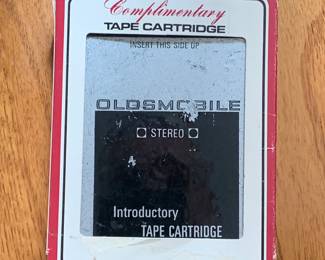 Complimentary
TAPE CARTRIDGE
INSERT THIS SIDE UP
OLDSMOBILE
STEREO
Introductory
TAPE CARTRIDGE